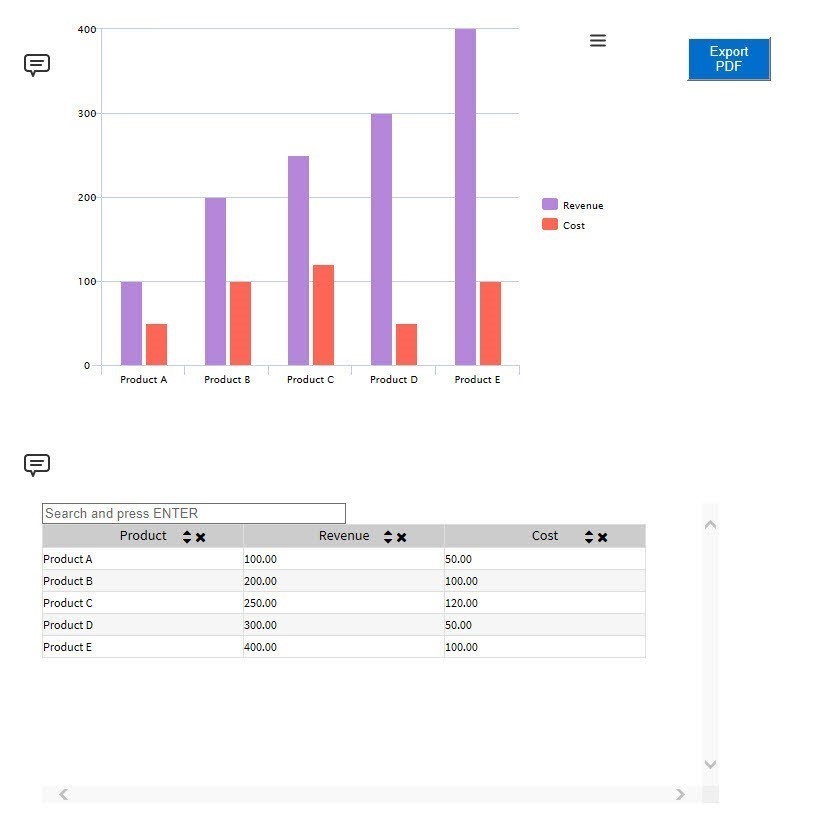 400
Export
PDF
300
200
Revenue
Cost
100
0
Product A Product B Product C Product D Product E
Search and press ENTER
Product Revenue Cost
Product A 100.00 50.00
Product B 200.00 100.00
Product C 250.00 120.00
Product D 300.00 50.00
Product E 400.00 100.00